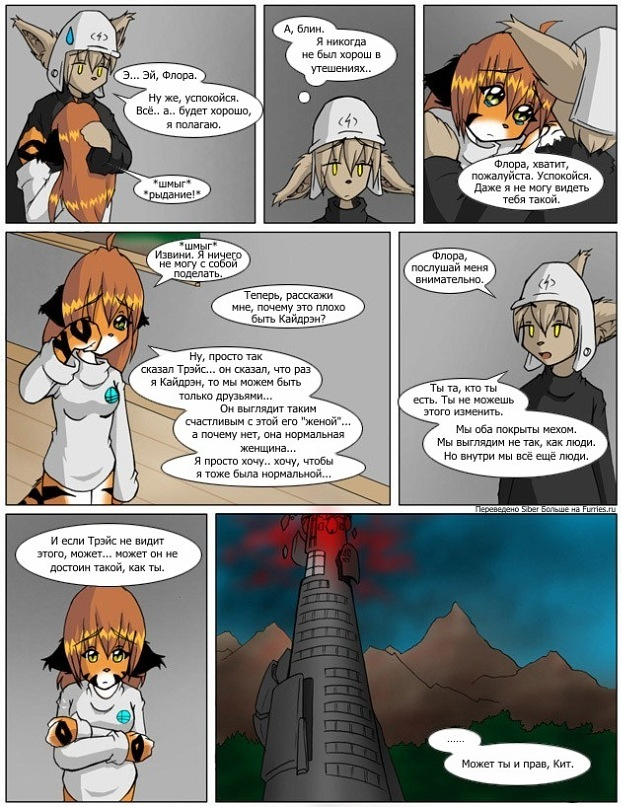 Э... Эй, Флора.
Ну же, успокойся.
Всё.. а.. будет хорошо,
я полагаю.
*шмыг*
*рыдание!*
А, блин.
Я никогда
не был хорош в
утешениях..
Флора, хватит,
пожалуйста. Успокойся.
Даже я не могу видеть
тебя такой.
*шмыг*
Извини. Я ничего
не могу с собой
поделать.
Теперь, расскажи
мне, почему это плохо
быть Кайдрэн?
Ну, просто так
сказал Трэйс... он сказал, что раз
я Кайдрэн, то мы можем быть
только друзьями...
Он выглядит таким
счастливым с этой его "женой"...
а почему нет, она нормальная
женщина...
Я просто хочу.. хочу, чтобы
я тоже была нормальной...
Флора,
послушай меня
внимательно.
Ты та, кто ты
есть. Ты не можешь
этого изменить.
Мы оба покрыты мехом.
Мы выглядим не так, как люди.
Но внутри мы всё ещё люди.
Переведено Siber Больше на Furries.ru
И если Трэйс не видит
этого, может... может он не
достоин такой, как ты.
......
Может ты и прав, Кит.